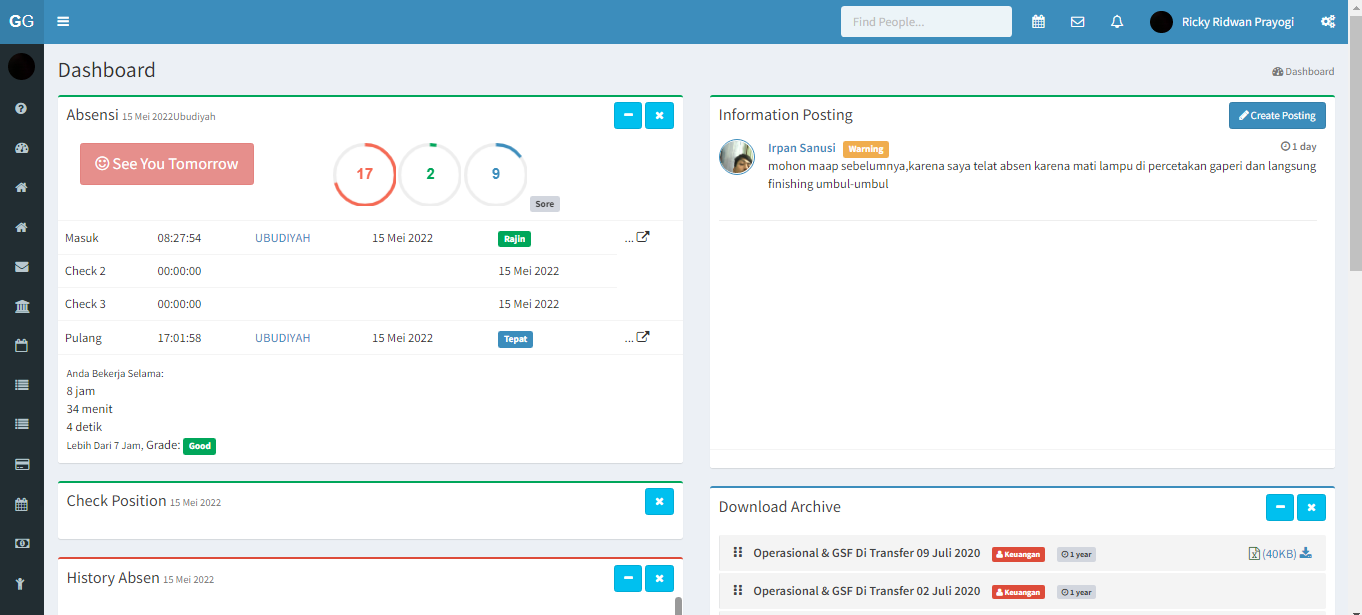 GG
Find People...
Ricky Ridwan Prayogi
Dashboard
Dashboard
Absensi 15 Mei 2022Ubudiyah
See You Tomorrow
17
2
9
Sore
Masuk 08:27:54 UBUDIYAH 15 Mei 2022 Rajin ...
Check 2 00:00:00 15 Mei 2022
Check 3 00:00:00 15 Mei 2022
Pulang 17:01:58 UBUDIYAH 15 Mei 2022 Tepat ...
Anda Bekerja Selama:
8 jam
34 menit
4 detik
Lebih Dari 7 Jam, Grade: Good
Check Position 15 Mei 2022
History Absen 15 Mei 2022
Information Posting
Create Posting
Irpan Sanusi Warning 1 day
mohon maap sebelumnya,karena saya telat absen karena mati lampu di percetakan gaperi dan langsung
finishing umbul-umbul
Download Archive
Operasional & GSF Di Transfer 09 Juli 2020 Keuangan 1 year (40KB)
Operasional & GSF Di Transfer 02 Juli 2020 Keuangan 1 year